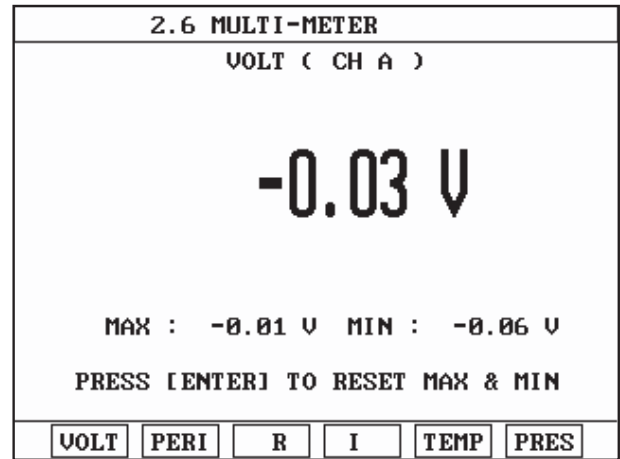 2.6 MULTI-METER
VOLT ( CH A )
-0.03 V
MAX : -0.01 V MIN : -0.06 V
PRESS [ENTER] TO RESET MAX & MIN
VOLT PERI R I TEMP PRES